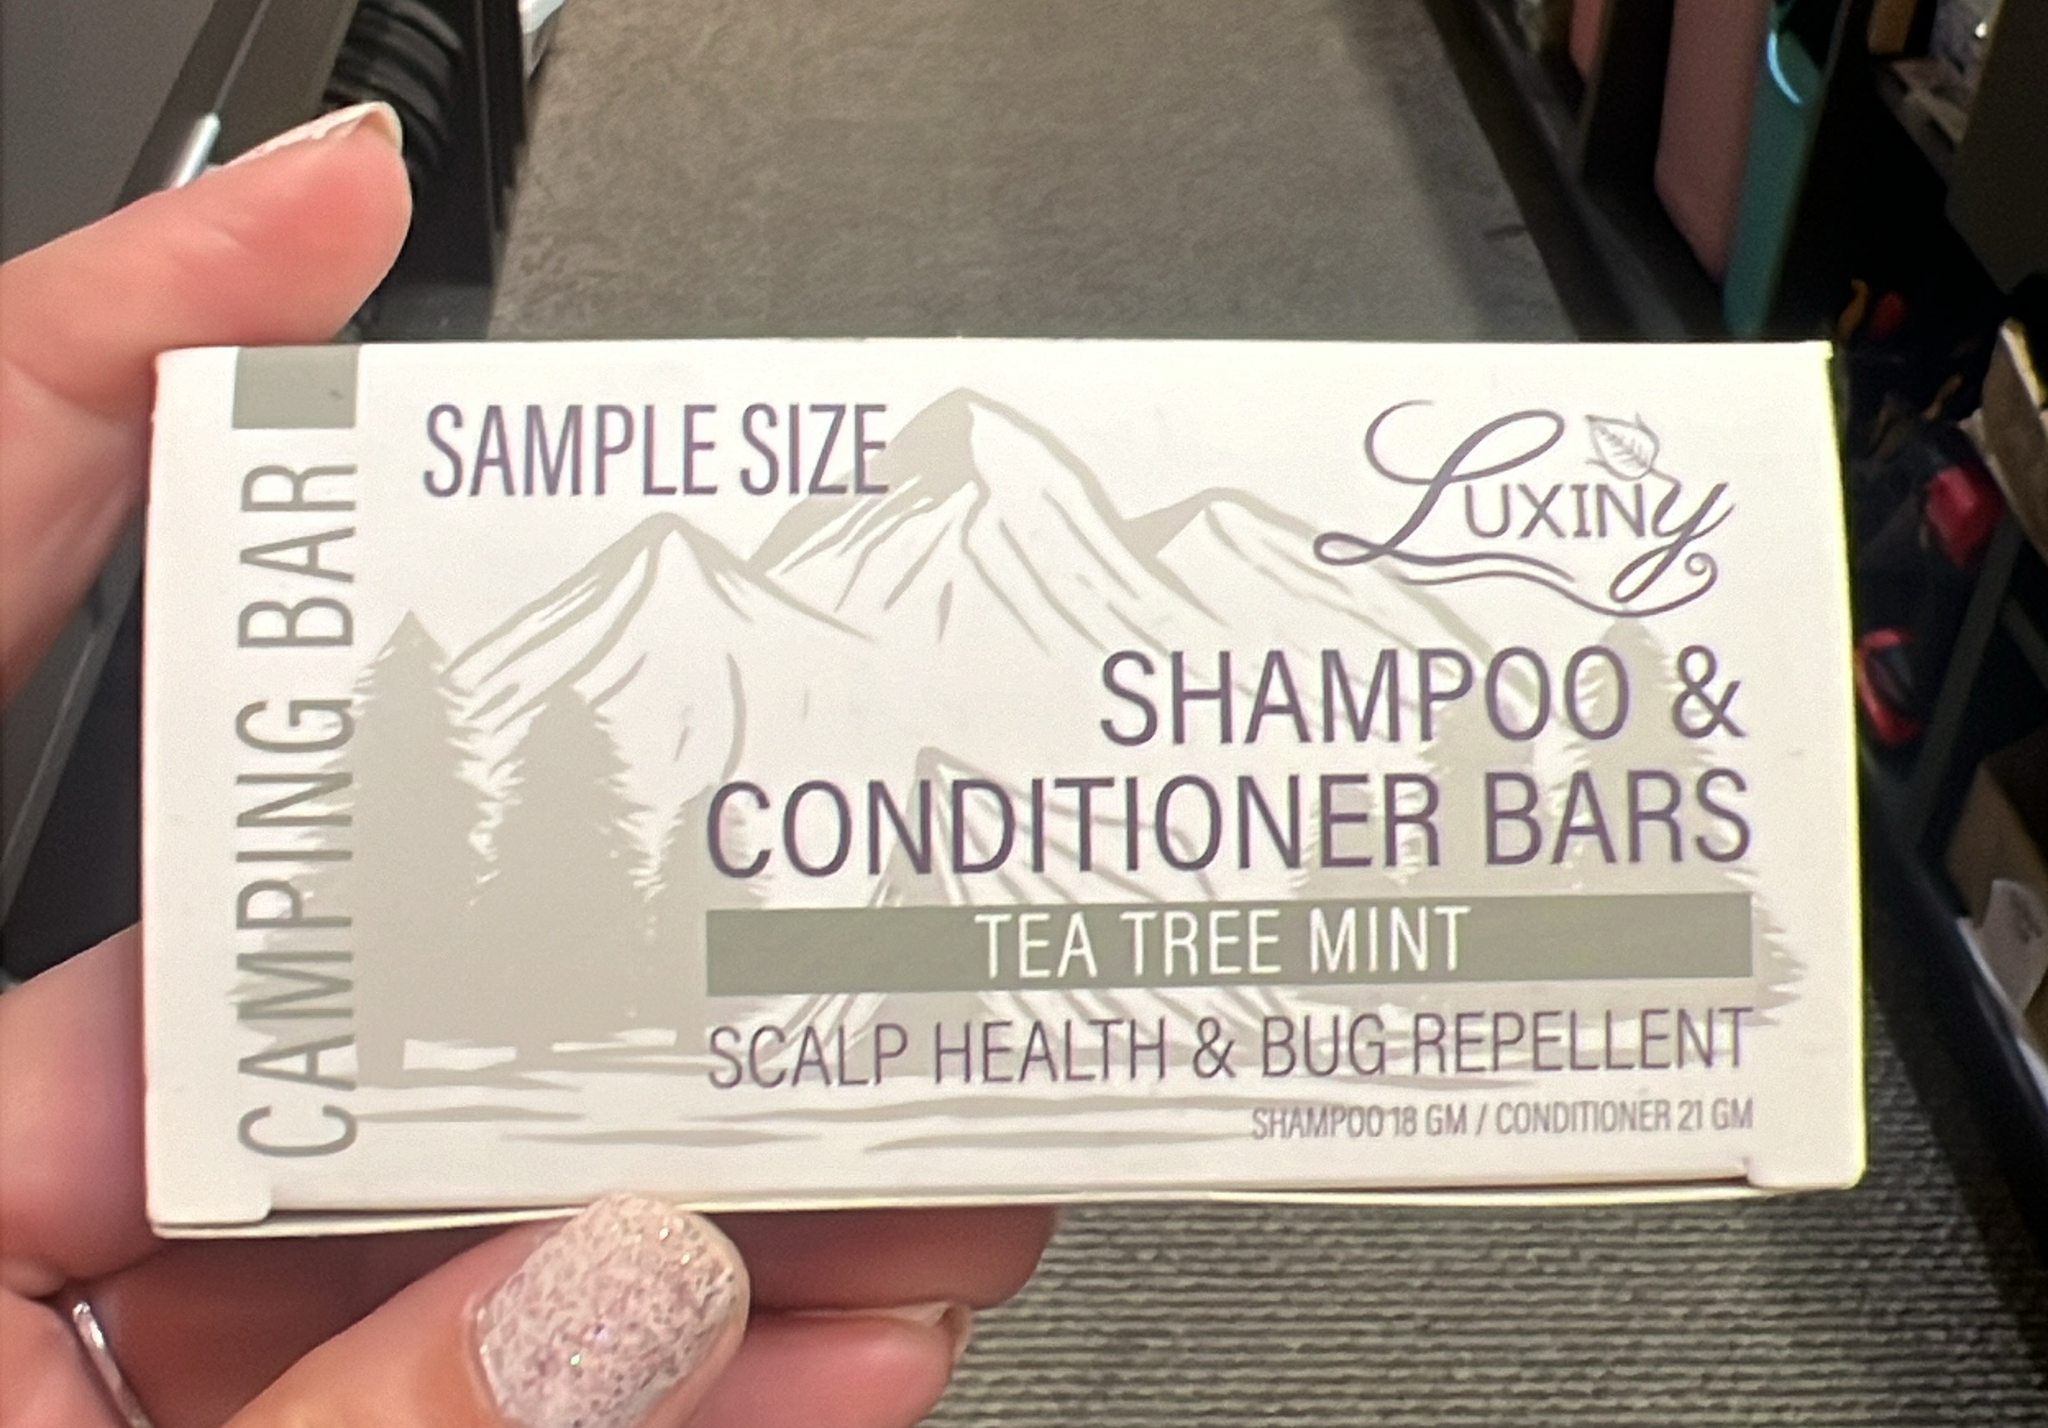 CAMPING BAR
SAMPLE SIZE
LUXINY
SHAMPOO &
CONDITIONER BARS
TEA TREE MINT
SCALP HEALTH & BUG REPELLENT
SHAMPOO 18 GM / CONDITIONER 21 GM